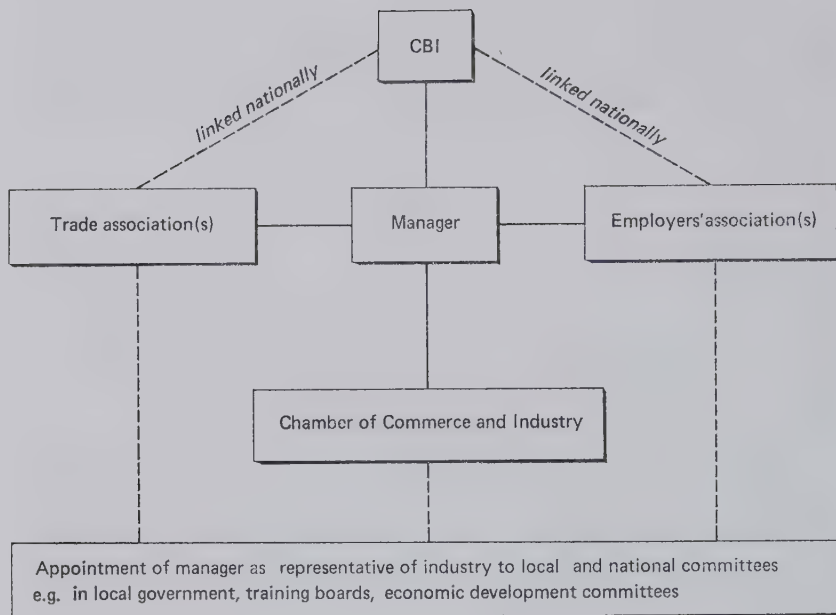 CBI
linked nationally
linked nationally
Trade association(s)
Manager
Employers'association(s)
Chamber of Commerce and Industry
Appointment of manager as representative of industry to local and national committees
e.g. in local government, training boards, economic development committees